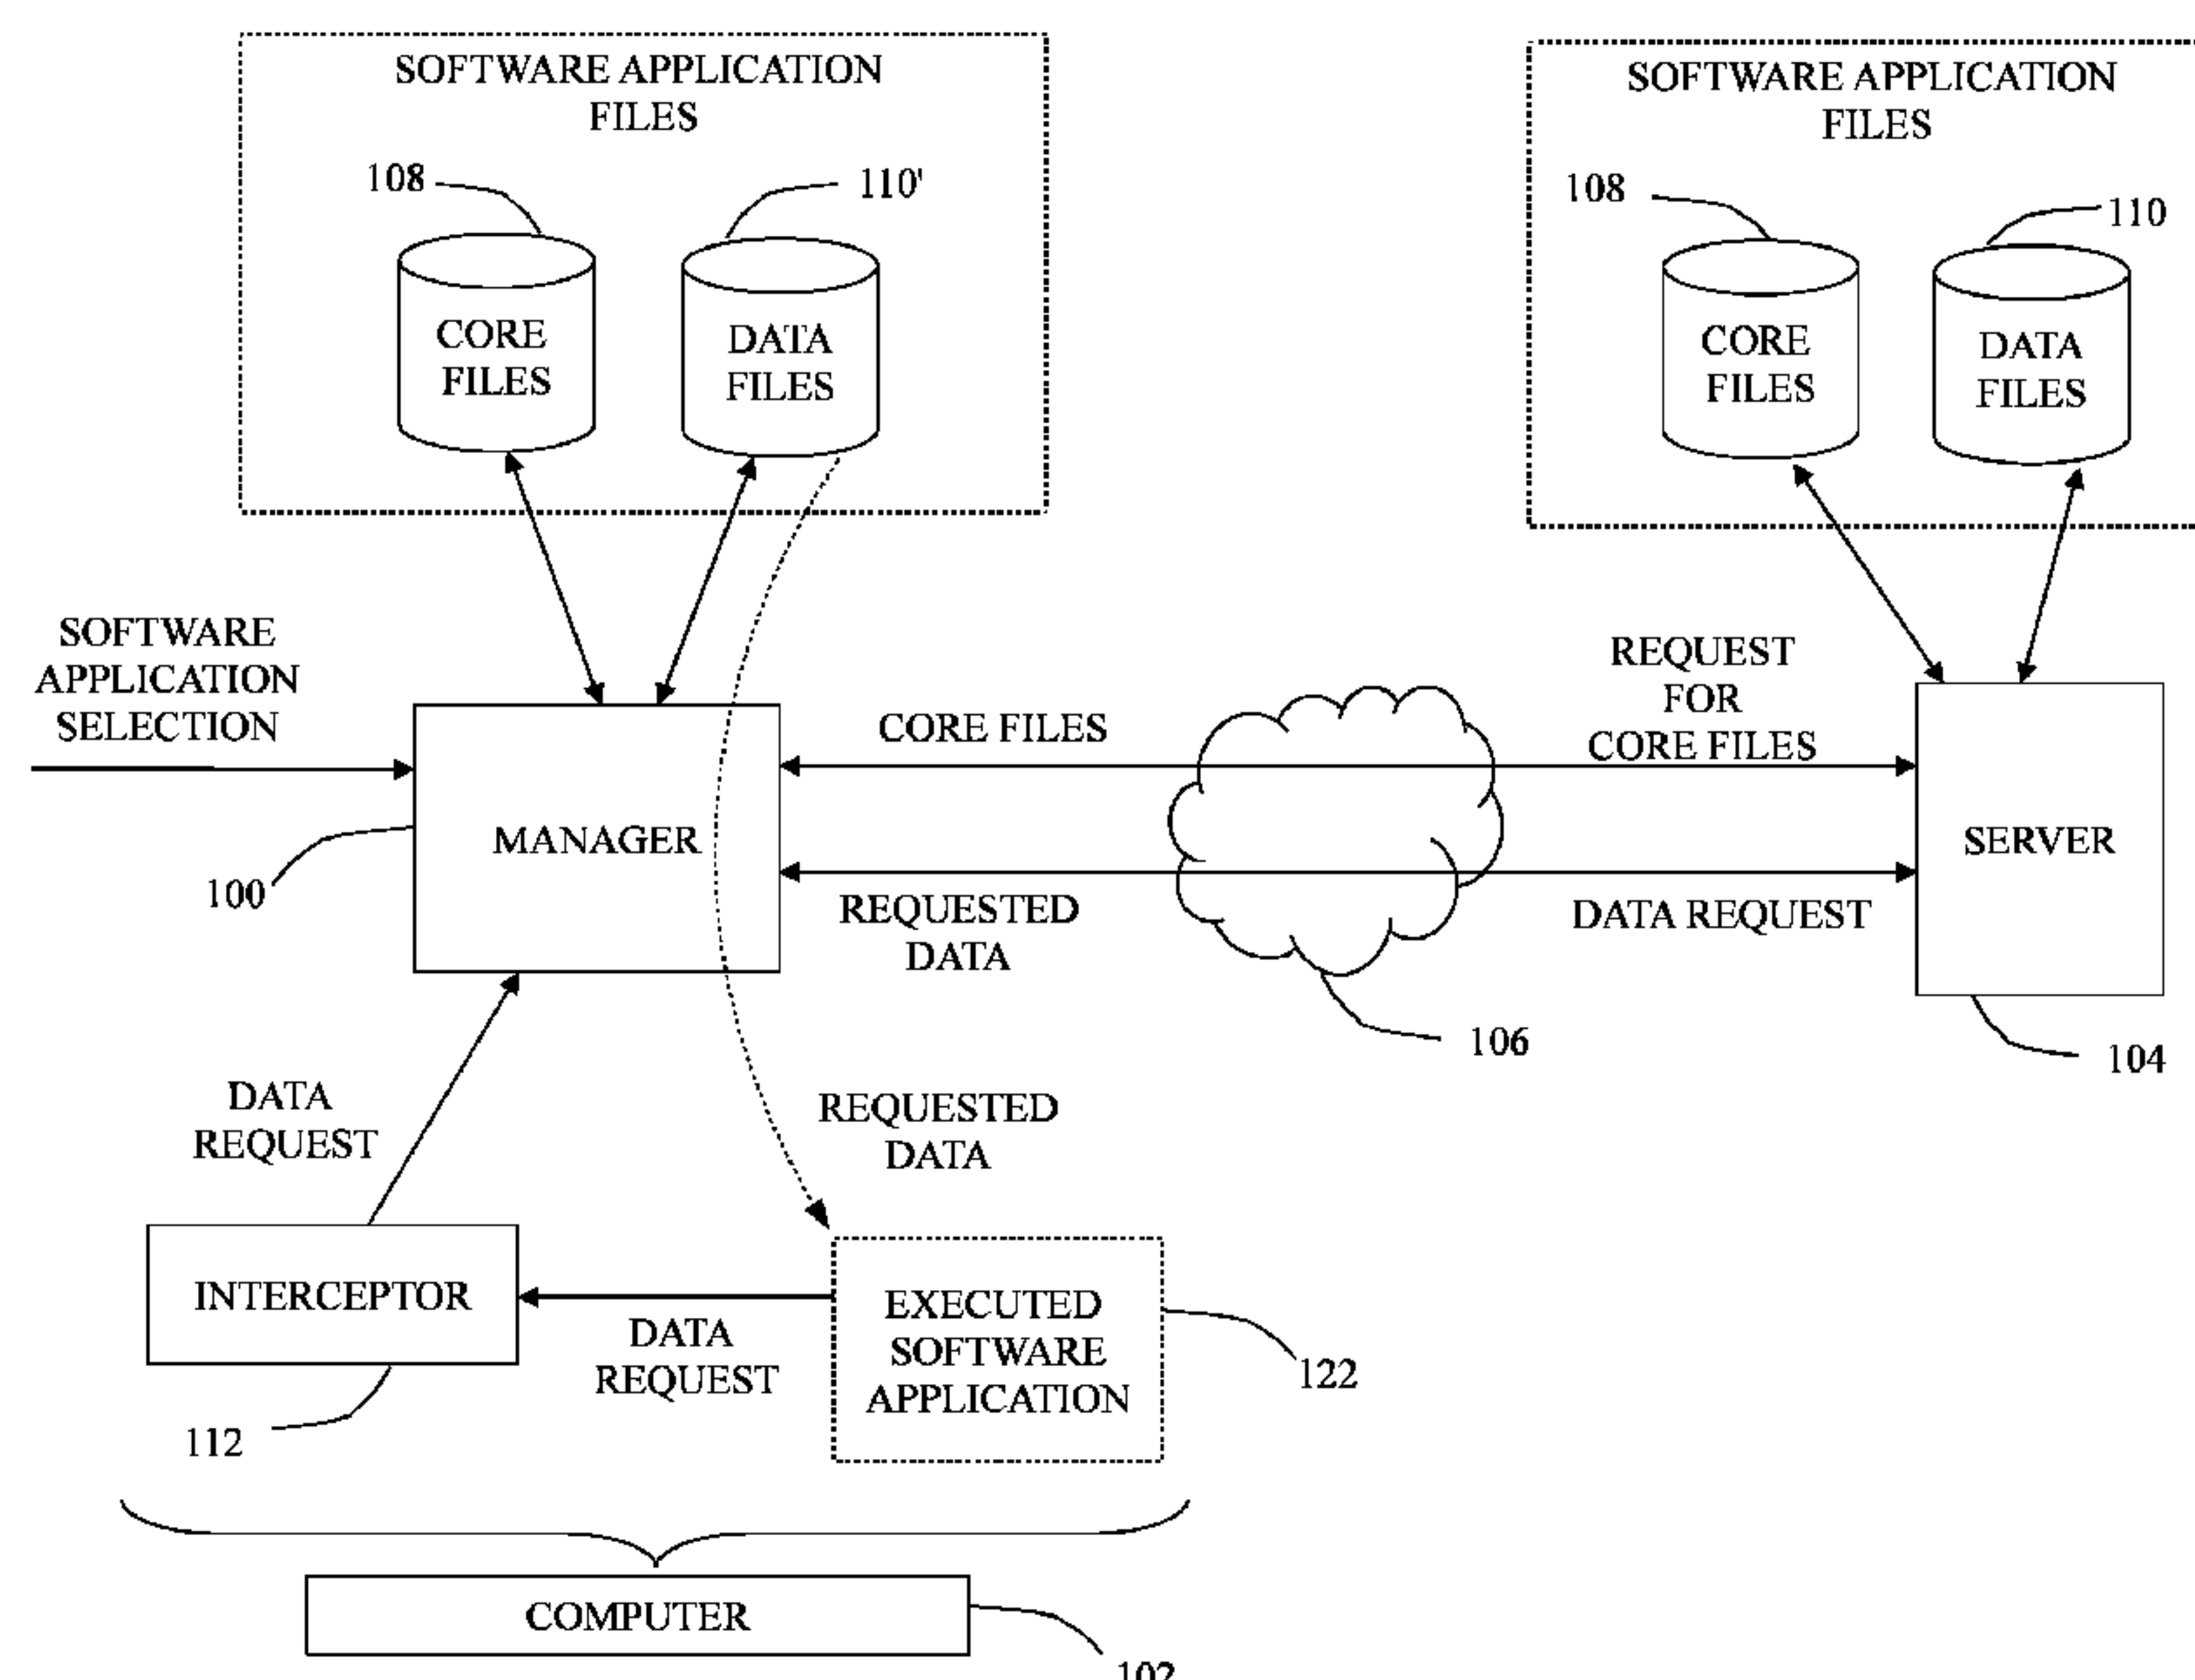 SOFTWARE APPLICATION
FILES
108
110'
CORE
FILES
DATA
FILES
SOFTWARE APPLICATION
FILES
108
110
CORE
FILES
DATA
FILES
SOFTWARE
APPLICATION
SELECTION
MANAGER
100
CORE FILES
REQUEST
FOR
CORE FILES
REQUESTED
DATA
DATA REQUEST
SERVER
106
104
DATA
REQUEST
REQUESTED
DATA
INTERCEPTOR
112
DATA
REQUEST
EXECUTED
SOFTWARE
APPLICATION
122
COMPUTER
102